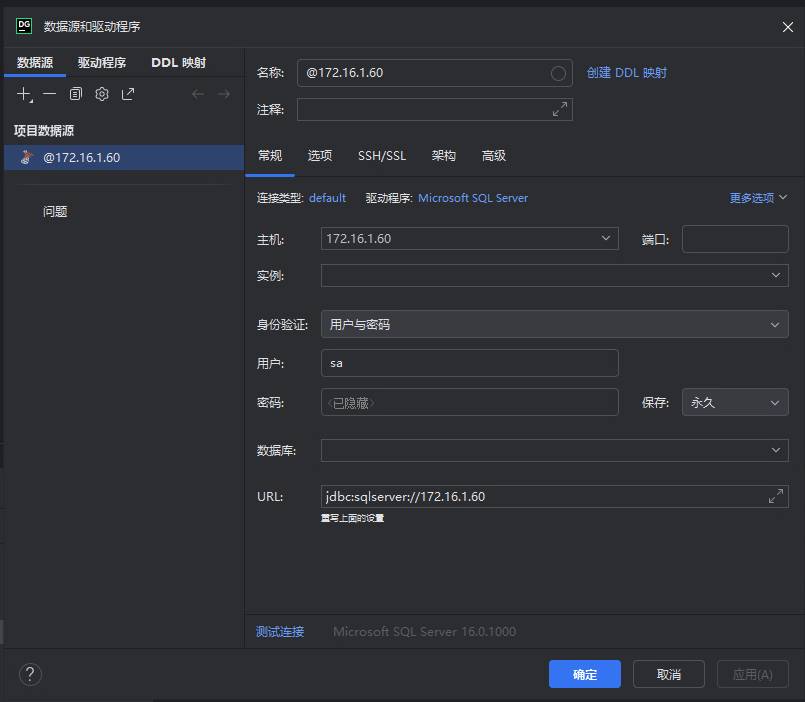 DG 数据源和驱动程序
数据源 驱动程序 DDL 映射
项目数据源
@172.16.1.60
问题
名称: @172.16.1.60 创建 DDL 映射
注释:
常规 选项 SSH/SSL 架构 高级
连接类型: default 驱动程序: Microsoft SQL Server 更多选项
主机: 172.16.1.60 端口:
实例:
身份验证: 用户与密码
用户: sa
密码: <已隐藏> 保存: 永久
数据库:
URL: jdbc:sqlserver://172.16.1.60
重写上面的设置
测试连接 Microsoft SQL Server 16.0.1000
? 确定 取消 应用(A)